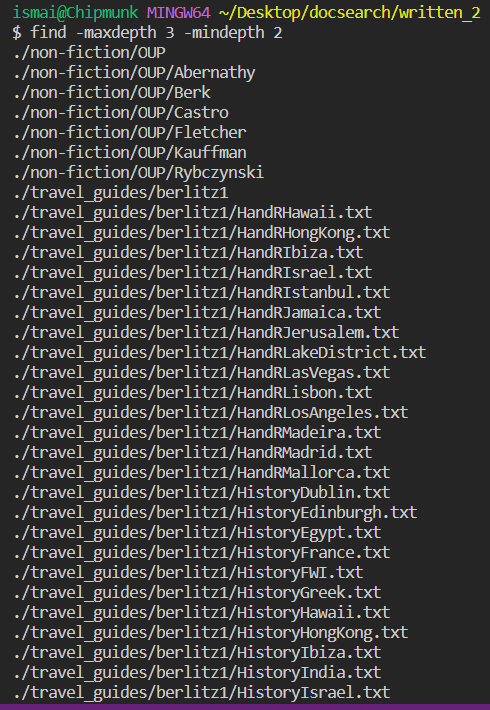 ismai@Chipmunk MINGW64 ~/Desktop/docsearch/written_2
$ find -maxdepth 3 -mindepth 2
./non-fiction/OUP
./non-fiction/OUP/Abernathy
./non-fiction/OUP/Berk
./non-fiction/OUP/Castro
./non-fiction/OUP/Fletcher
./non-fiction/OUP/Kauffman
./non-fiction/OUP/Rybczynski
./travel_guides/berlitz1
./travel_guides/berlitz1/HandRHawaii.txt
./travel_guides/berlitz1/HandRHongKong.txt
./travel_guides/berlitz1/HandRIbiza.txt
./travel_guides/berlitz1/HandRIsrael.txt
./travel_guides/berlitz1/HandRIstanbul.txt
./travel_guides/berlitz1/HandRJamaica.txt
./travel_guides/berlitz1/HandRJerusalem.txt
./travel_guides/berlitz1/HandRLakeDistrict.txt
./travel_guides/berlitz1/HandRLasVegas.txt
./travel_guides/berlitz1/HandRLisbon.txt
./travel_guides/berlitz1/HandRLosAngeles.txt
./travel_guides/berlitz1/HandRMadeira.txt
./travel_guides/berlitz1/HandRMadrid.txt
./travel_guides/berlitz1/HandRMallorca.txt
./travel_guides/berlitz1/HistoryDublin.txt
./travel_guides/berlitz1/HistoryEdinburgh.txt
./travel_guides/berlitz1/HistoryEgypt.txt
./travel_guides/berlitz1/HistoryFrance.txt
./travel_guides/berlitz1/HistoryFWI.txt
./travel_guides/berlitz1/HistoryGreek.txt
./travel_guides/berlitz1/HistoryHawaii.txt
./travel_guides/berlitz1/HistoryHongKong.txt
./travel_guides/berlitz1/HistoryIbiza.txt
./travel_guides/berlitz1/HistoryIndia.txt
./travel_guides/berlitz1/HistoryIsrael.txt